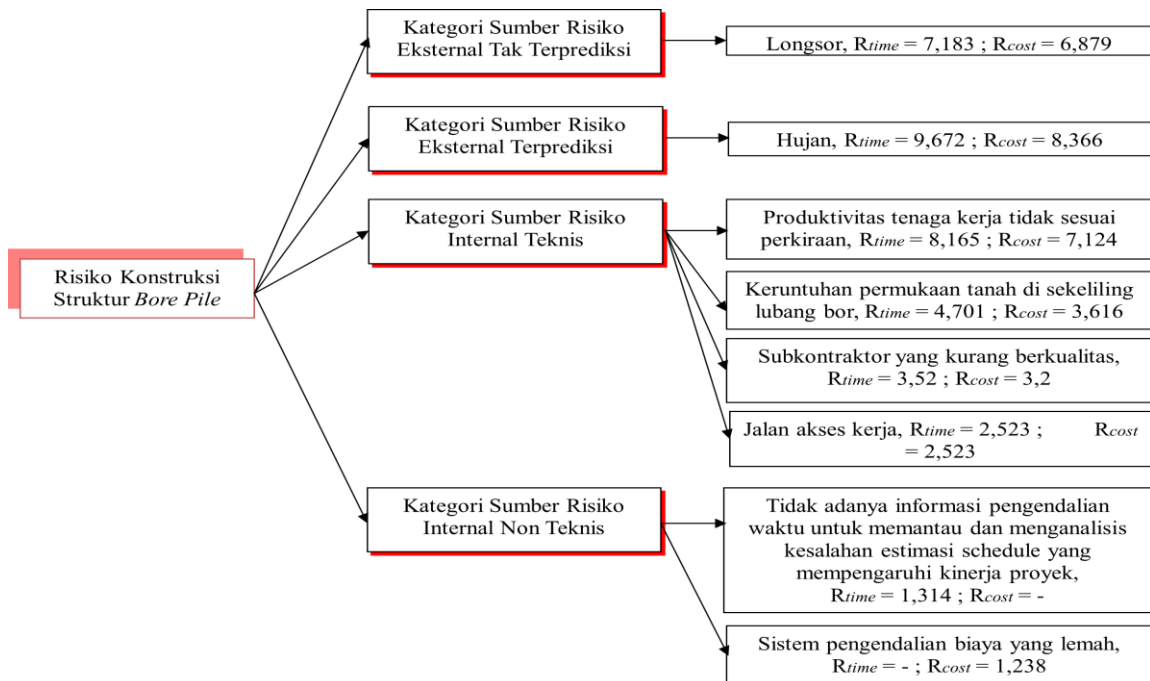 Kategori Sumber Risiko
Eksternal Tak Terprediksi
Longsor, Rtime = 7,183 ; Rcost = 6,879
Kategori Sumber Risiko
Eksternal Terprediksi
Hujan, Rtime = 9,672 ; Rcost = 8,366
Kategori Sumber Risiko
Internal Teknis
Produktivitas tenaga kerja tidak sesuai
perkiraan, Rtime = 8,165 ; Rcost = 7,124
Risiko Konstruksi
Struktur Bore Pile
Keruntuhan permukaan tanah di sekeliling
lubang bor, Rtime = 4,701 ; Rcost = 3,616
Subkontraktor yang kurang berkualitas,
Rtime = 3,52 ; Rcost = 3,2
Jalan akses kerja, Rtime = 2,523 ; Rcost
= 2,523
Kategori Sumber Risiko
Internal Non Teknis
Tidak adanya informasi pengendalian
waktu untuk memantau dan menganalisis
kesalahan estimasi schedule yang
mempengaruhi kinerja proyek,
Rtime = 1,314 ; Rcost = -
Sistem pengendalian biaya yang lemah,
Rtime = - ; Rcost = 1,238